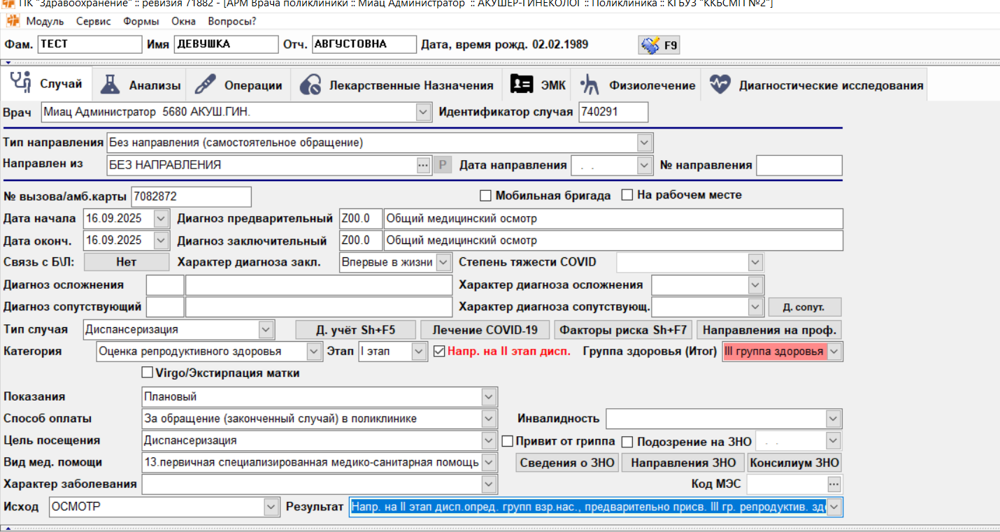 ПК "Здравоохранение" :: ревизия 71882 - [АРМ Врача поликлиники :: Миац Администратор :: АКУШЕР-ГИНЕКОЛОГ :: Поликлиника :: КГБУЗ "ККБСМП №2"]
Модуль Сервис Формы Окна Вопросы?
Фам. ТЕСТ Имя ДЕВУШКА Отч. АВГУСТОВНА Дата, время рожд. 02.02.1989 F9
Случай Анализы Операции Лекарственные Назначения ЭМК Физиолечение Диагностические исследования
Врач Миац Администратор 5680 АКУШ.ГИН. Идентификатор случая 740291
Тип направления Без направления (самостоятельное обращение)
Направлен из БЕЗ НАПРАВЛЕНИЯ ... Р Дата направления . . № направления
№ вызова/амб.карты 7082872 Мобильная бригада На рабочем месте
Дата начала 16.09.2025 Диагноз предварительный Z00.0 Общий медицинский осмотр
Дата оконч. 16.09.2025 Диагноз заключительный Z00.0 Общий медицинский осмотр
Связь с Б\Л: Нет Характер диагноза закл. Впервые в жизни Степень тяжести COVID
Диагноз осложнения Характер диагноза осложнения
Диагноз сопутствующий Характер диагноза сопутствующ. Д. сопут.
Тип случая Диспансеризация Д. учёт Sh+F5 Лечение COVID-19 Факторы риска Sh+F7 Направления на проф.
Категория Оценка репродуктивного здоровья Этап I этап Напр. на II этап дисп. Группа здоровья (Итог) III группа здоровья
Virgo/Экстирпация матки
Показания Плановый
Способ оплаты За обращение (законченный случай) в поликлинике Инвалидность
Цель посещения Диспансеризация Привит от гриппа Подозрение на ЗНО . .
Вид мед. помощи 13.первичная специализированная медико-санитарная помощь Сведения о ЗНО Направления ЗНО Консилиум ЗНО
Характер заболевания Код МЭС ...
Исход ОСМОТР Результат Напр. на II этап дисп.опред. групп взр.нас., предварительно присв. III гр. репродуктив. здо